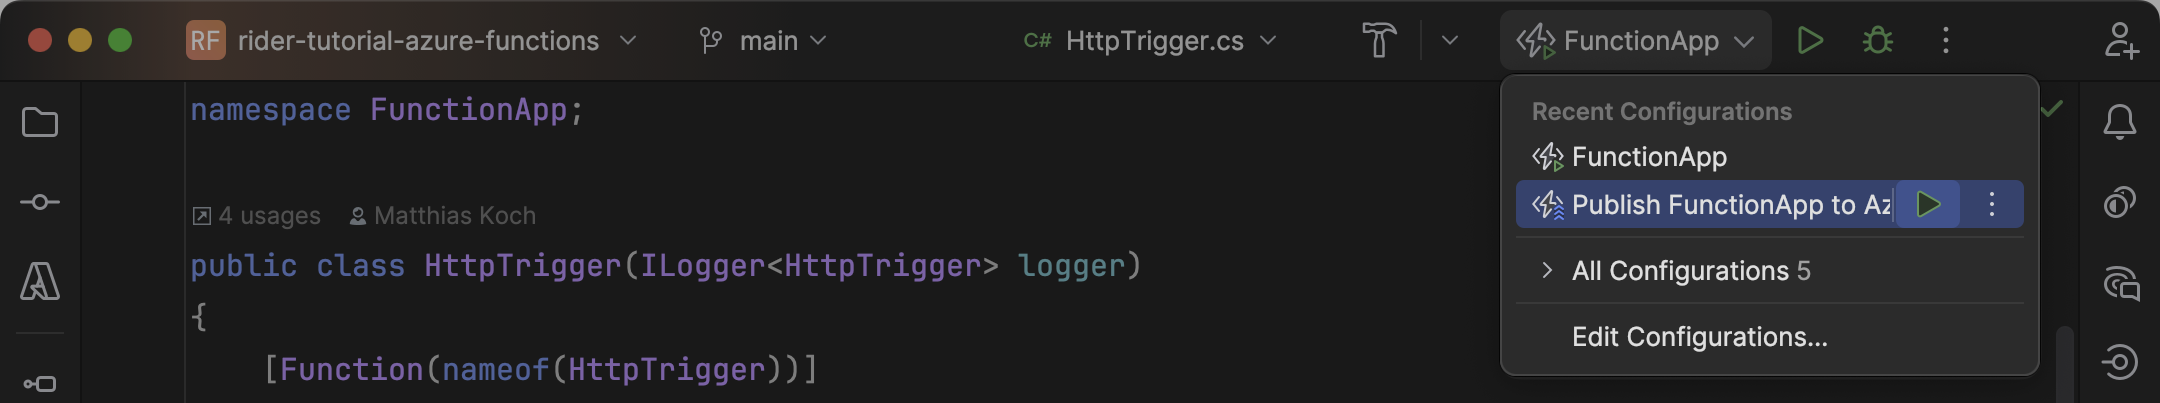 RF rider-tutorial-azure-functions main C# HttpTrigger.cs FunctionApp
namespace FunctionApp;
4 usages Matthias Koch
public class HttpTrigger(ILogger<HttpTrigger> logger)
{
[Function(nameof(HttpTrigger))]
Recent Configurations
FunctionApp
Publish FunctionApp to Az
All Configurations 5
Edit Configurations...